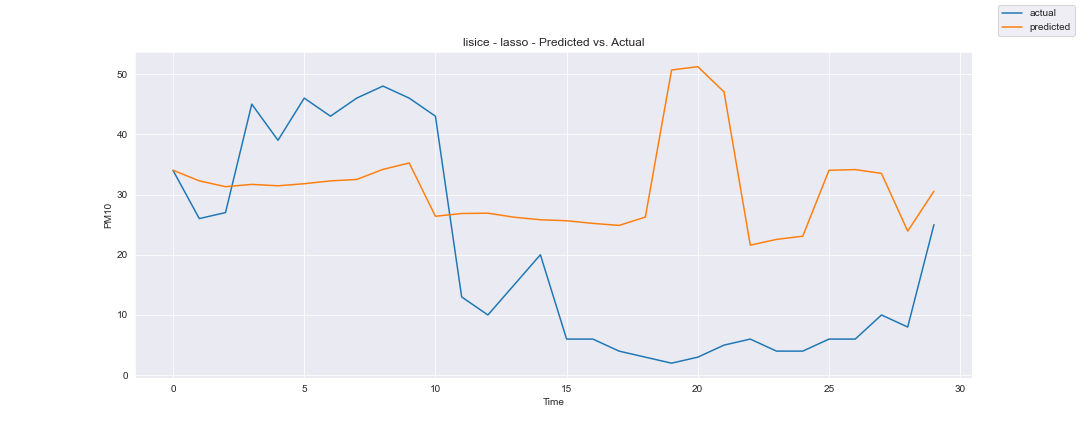 actual
predicted
lisice - lasso - Predicted vs. Actual
50
40
30
20
10
0
PM10
0 5 10 15 20 25 30
Time